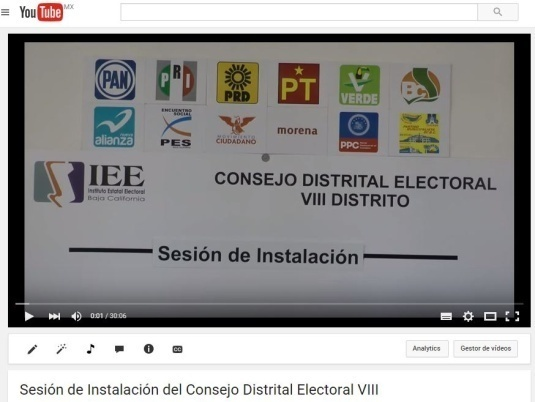 YouTube MX
PAN
PRI
PRD
PT
VERDE
alianza
ENCUENTRO SOCIAL
PES
MOVIMIENTO
CIUDADANO
morena
PPC
IEE
Instituto Estatal Electoral
Baja California
CONSEJO DISTRITAL ELECTORAL
VIII DISTRITO
Sesión de Instalación
0:01 / 30:06
CC
Analytics
Gestor de vídeos
Sesión de Instalación del Consejo Distrital Electoral VIII